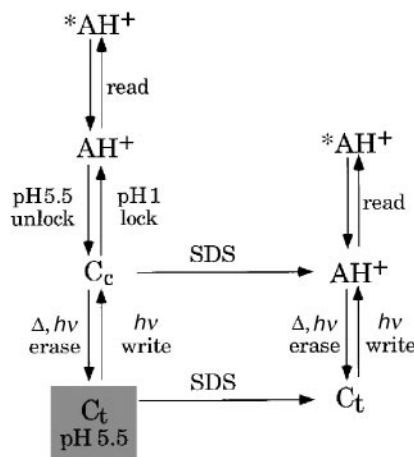 *AH+
read
AH+
*AH+
pH 5.5
unlock
pH 1
lock
read
Cc
SDS
AH+
Δ, hν
erase
hν
write
Δ, hν
erase
hν
write
Ct
pH 5.5
SDS
Ct